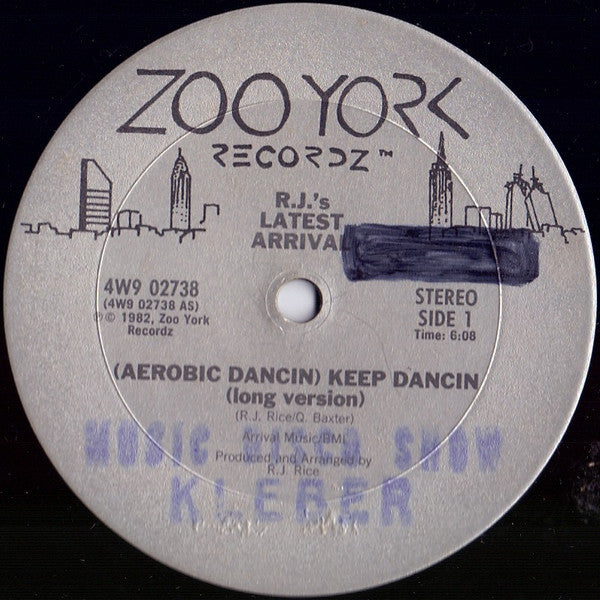 ZOO YORK
RECORDZ™
R.J.'s
LATEST
ARRIVAL
4W9 02738
(4W9 02738 AS)
℗ © 1982, Zoo York
Recordz
STEREO
SIDE 1
Time: 6:08
(AEROBIC DANCIN) KEEP DANCIN
(long version)
(R.J. Rice/Q. Baxter)
Arrival Music/BMI
Produced and Arranged by
R.J. Rice
MUSIC SHOW
KLEBER